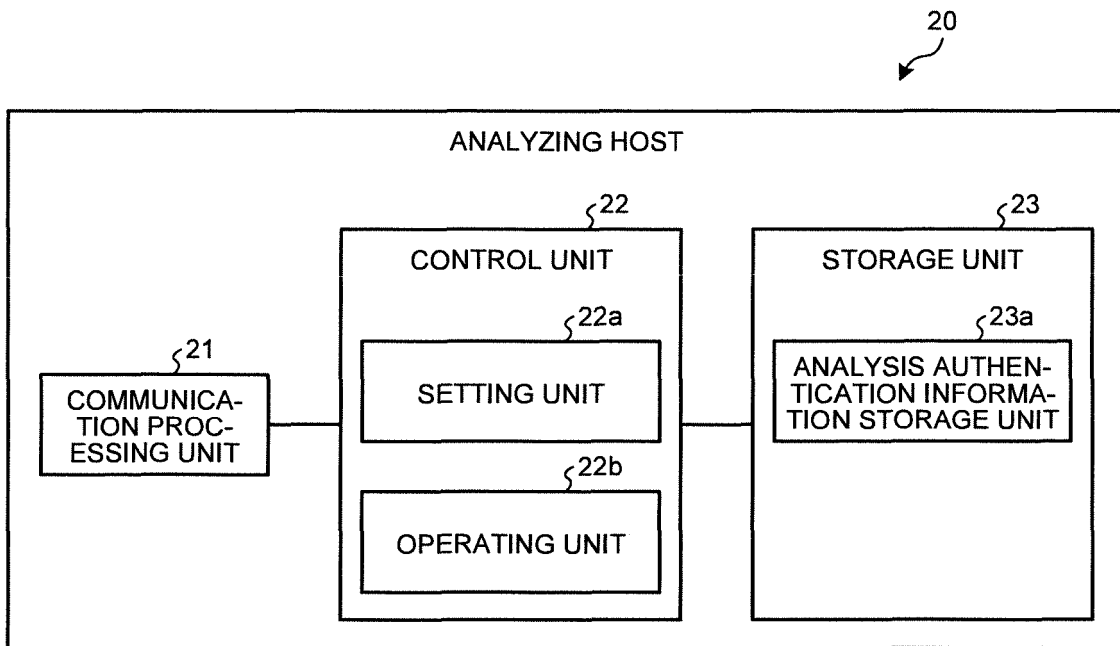 20
ANALYZING HOST
22
CONTROL UNIT
23
STORAGE UNIT
22a
SETTING UNIT
23a
ANALYSIS AUTHEN-
TICATION INFORMA-
TION STORAGE UNIT
21
COMMUNICA-
TION PROC-
ESSING UNIT
22b
OPERATING UNIT